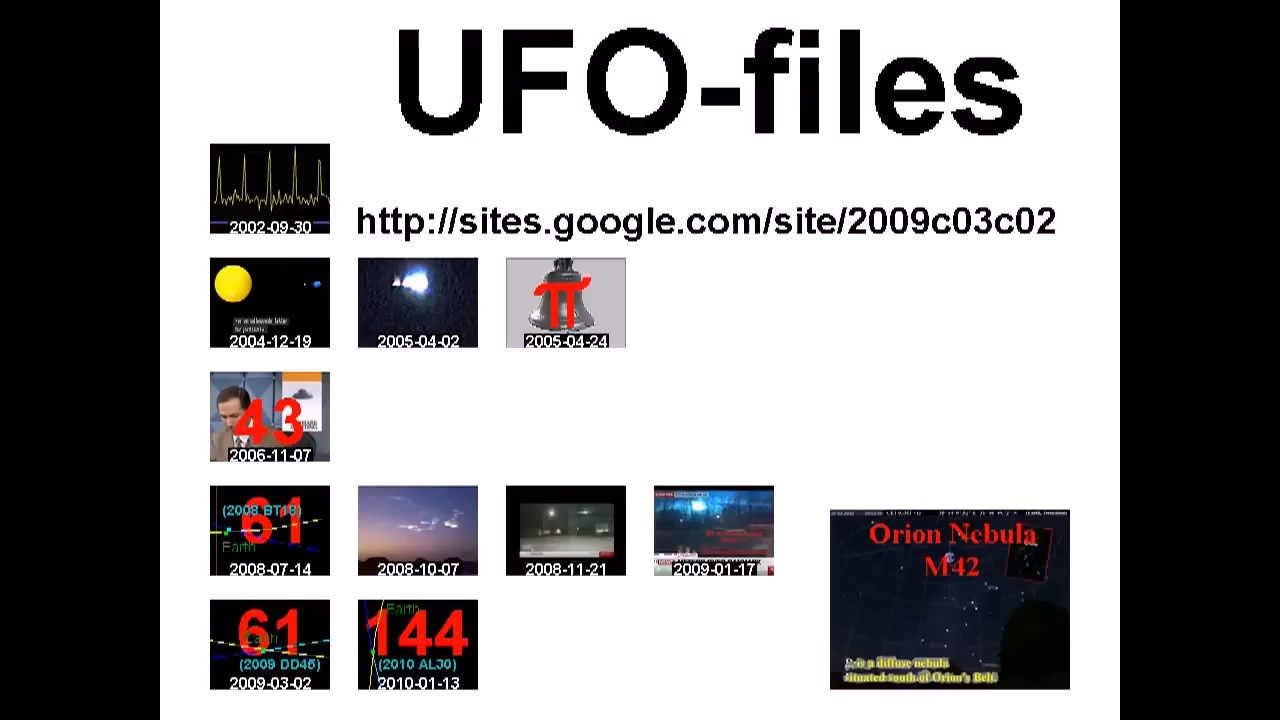 UFO-files
http://sites.google.com/site/2009c03c02
2002-09-30
2004-12-19
2005-04-02
π
2005-04-24
43
2006-11-07
61
(2008 BT18)
Earth
2008-07-14
2008-10-07
2008-11-21
2009-01-17
61
Earth
(2009 DD45)
2009-03-02
Earth
144
(2010 AL30)
2010-01-13
Orion Nebula
M42
is a diffuse nebula
situated south of Orion's Belt.